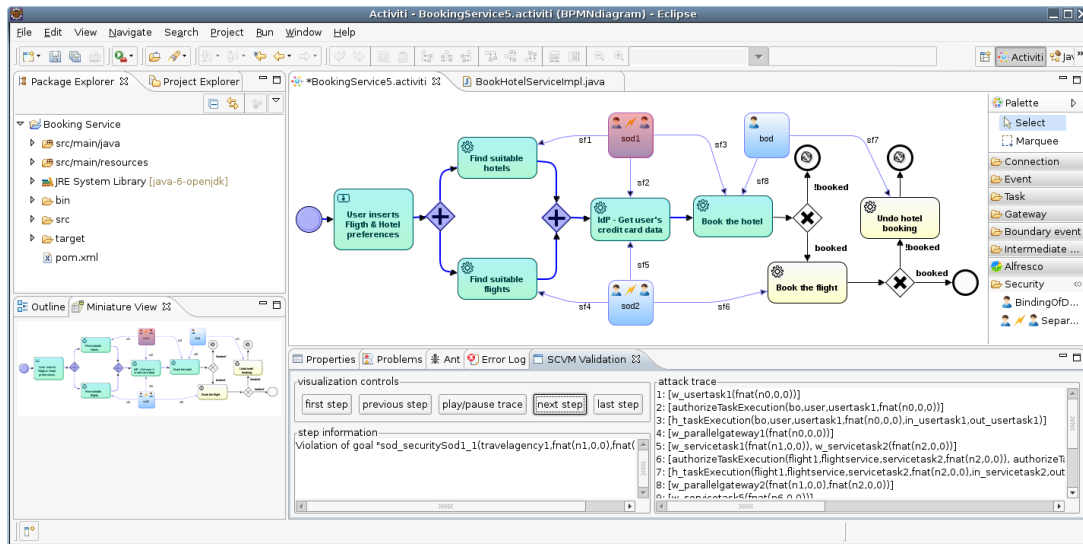 Activiti - BookingService5.activiti (BPMNdiagram) - Eclipse
File Edit View Navigate Search Project Run Window Help
Activiti Jav »
Package Explorer Project Explorer
Booking Service
src/main/java
src/main/resources
JRE System Library [java-6-openjdk]
bin
src
target
pom.xml
Outline Miniature View
*BookingService5.activiti BookHotelServiceImpl.java
sod1
bod
sf1
sf3
sf7
Find suitable
hotels
sf2
sf8
!booked
User inserts
Fligth & Hotel
preferences
IdP - Get user's
credit card data
Book the hotel
Undo hotel
booking
booked
!booked
sf5
Find suitable
flights
Book the flight
booked
sf4
sod2
sf6
Palette
Select
Marquee
Connection
Event
Task
Gateway
Boundary event
Intermediate ...
Alfresco
Security
BindingOfD...
Separ...
Properties Problems Ant Error Log SCVM Validation
visualization controls
first step previous step play/pause trace next step last step
step information
Violation of goal "sod_securitySod1_1(travelagency1,fnat(n1,0,0),fnat(
attack trace
1: [w_usertask1(fnat(n0,0,0))]
2: [authorizeTaskExecution(bo,user,usertask1,fnat(n0,0,0))]
3: [h_taskExecution(bo,user,usertask1,fnat(n0,0,0),in_usertask1,out_usertask1)]
4: [w_parallelgateway1(fnat(n0,0,0))]
5: [w_servicetask1(fnat(n1,0,0)), w_servicetask2(fnat(n2,0,0))]
6: [authorizeTaskExecution(flight1,flightservice,servicetask2,fnat(n2,0,0)), authorizeTa
7: [h_taskExecution(flight1,flightservice,servicetask2,fnat(n2,0,0),in_servicetask2,out
8: [w_parallelgateway2(fnat(n1,0,0),fnat(n2,0,0))]
9: [w_servicetask5(fnat(n6,0,0))]